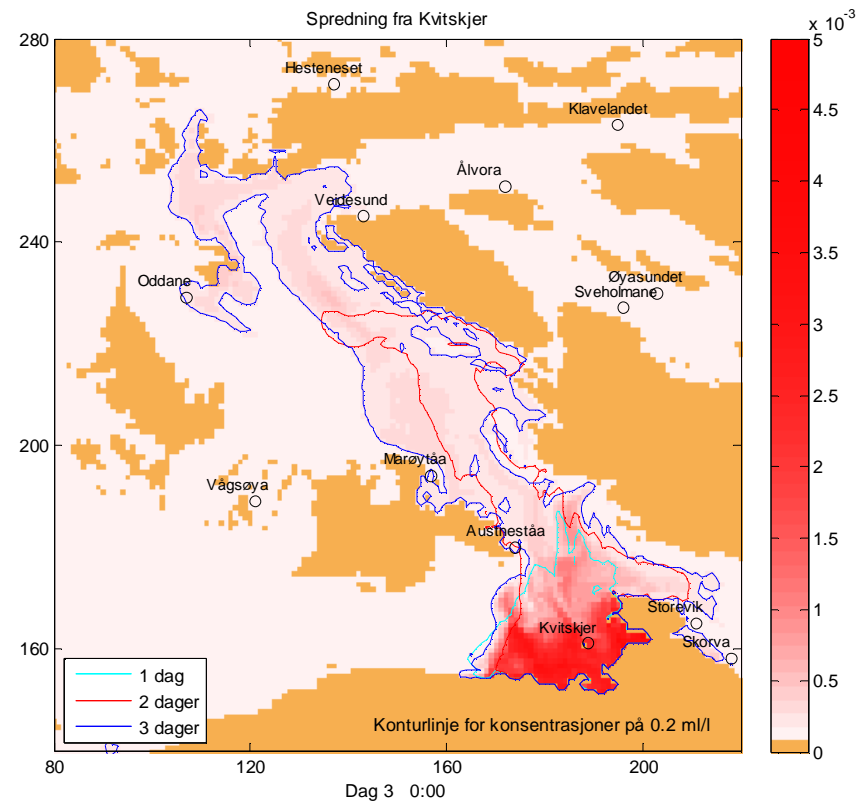 Spredning fra Kvitskjer
x 10-3
280
5
Hesteneset
4.5
Klavelandet
4
Ålvora
Veidesund
240
3.5
Øyasundet
Oddane
Sveholmane
3
2.5
200
2
Marøytåa
Vågsøya
1.5
Austneståa
1
Storevik
Kvitskjer
Skorva
160
0.5
1 dag
2 dager
3 dager
Konturlinje for konsentrasjoner på 0.2 ml/l
0
80
120
160
200
Dag 3 0:00